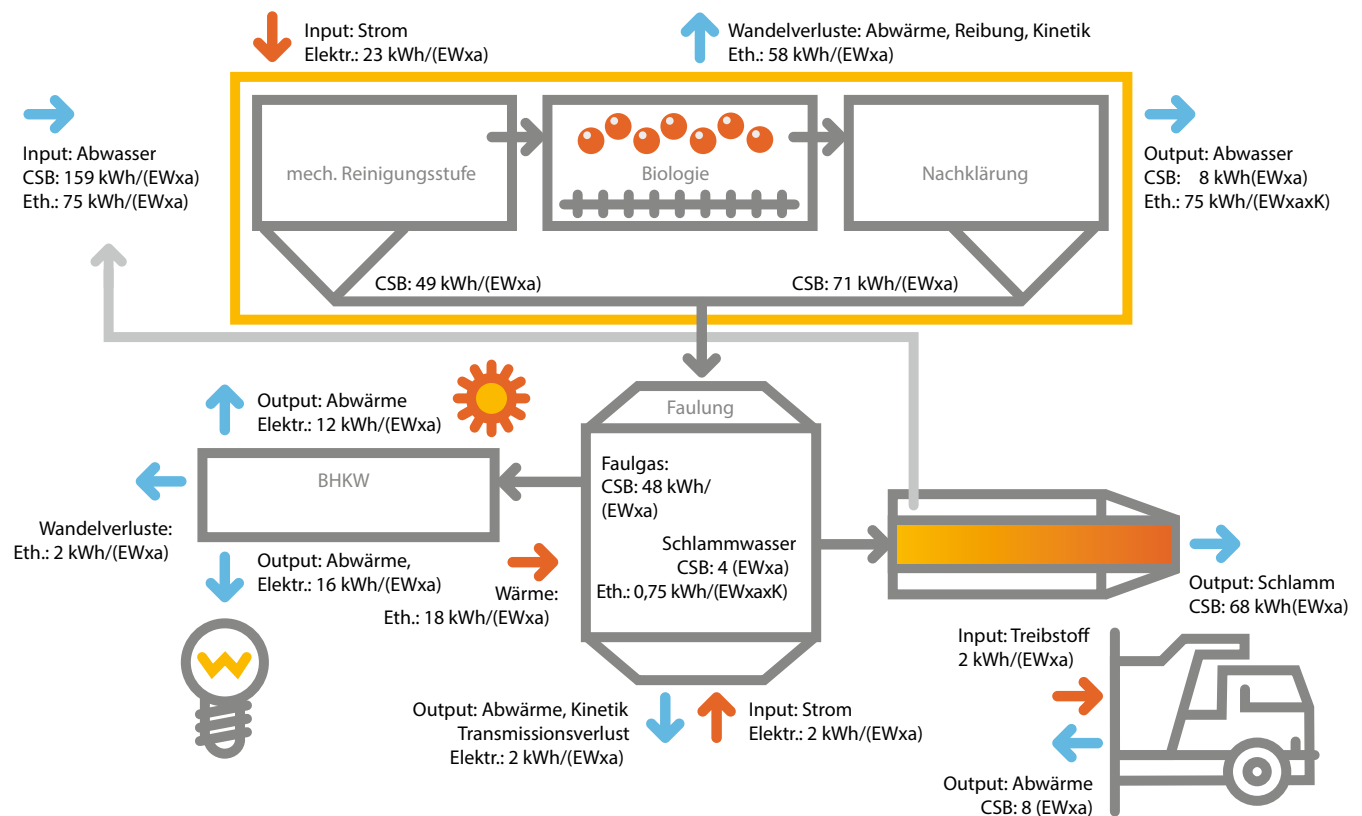 Input: Strom
Elektr.: 23 kWh/(EWxa)
Wandelverluste: Abwärme, Reibung, Kinetik
Eth.: 58 kWh/(EWxa)
Input: Abwasser
CSB: 159 kWh/(EWxa)
Eth.: 75 kWh/(EWxa)
mech. Reinigungsstufe
Biologie
Nachklärung
Output: Abwasser
CSB: 8 kWh(EWxa)
Eth.: 75 kWh/(EWxaxK)
CSB: 49 kWh/(EWxa)
CSB: 71 kWh/(EWxa)
Output: Abwärme
Elektr.: 12 kWh/(EWxa)
BHKW
Wandelverluste:
Eth.: 2 kWh/(EWxa)
Output: Abwärme,
Elektr.: 16 kWh/(EWxa)
Wärme:
Eth.: 18 kWh/(EWxa)
Faulung
Faulgas:
CSB: 48 kWh/
(EWxa)
Schlammwasser
CSB: 4 (EWxa)
Eth.: 0,75 kWh/(EWxaxK)
Output: Schlamm
CSB: 68 kWh(EWxa)
Output: Abwärme, Kinetik
Transmissionsverlust
Elektr.: 2 kWh/(EWxa)
Input: Strom
Elektr.: 2 kWh/(EWxa)
Input: Treibstoff
2 kWh/(EWxa)
Output: Abwärme
CSB: 8 (EWxa)